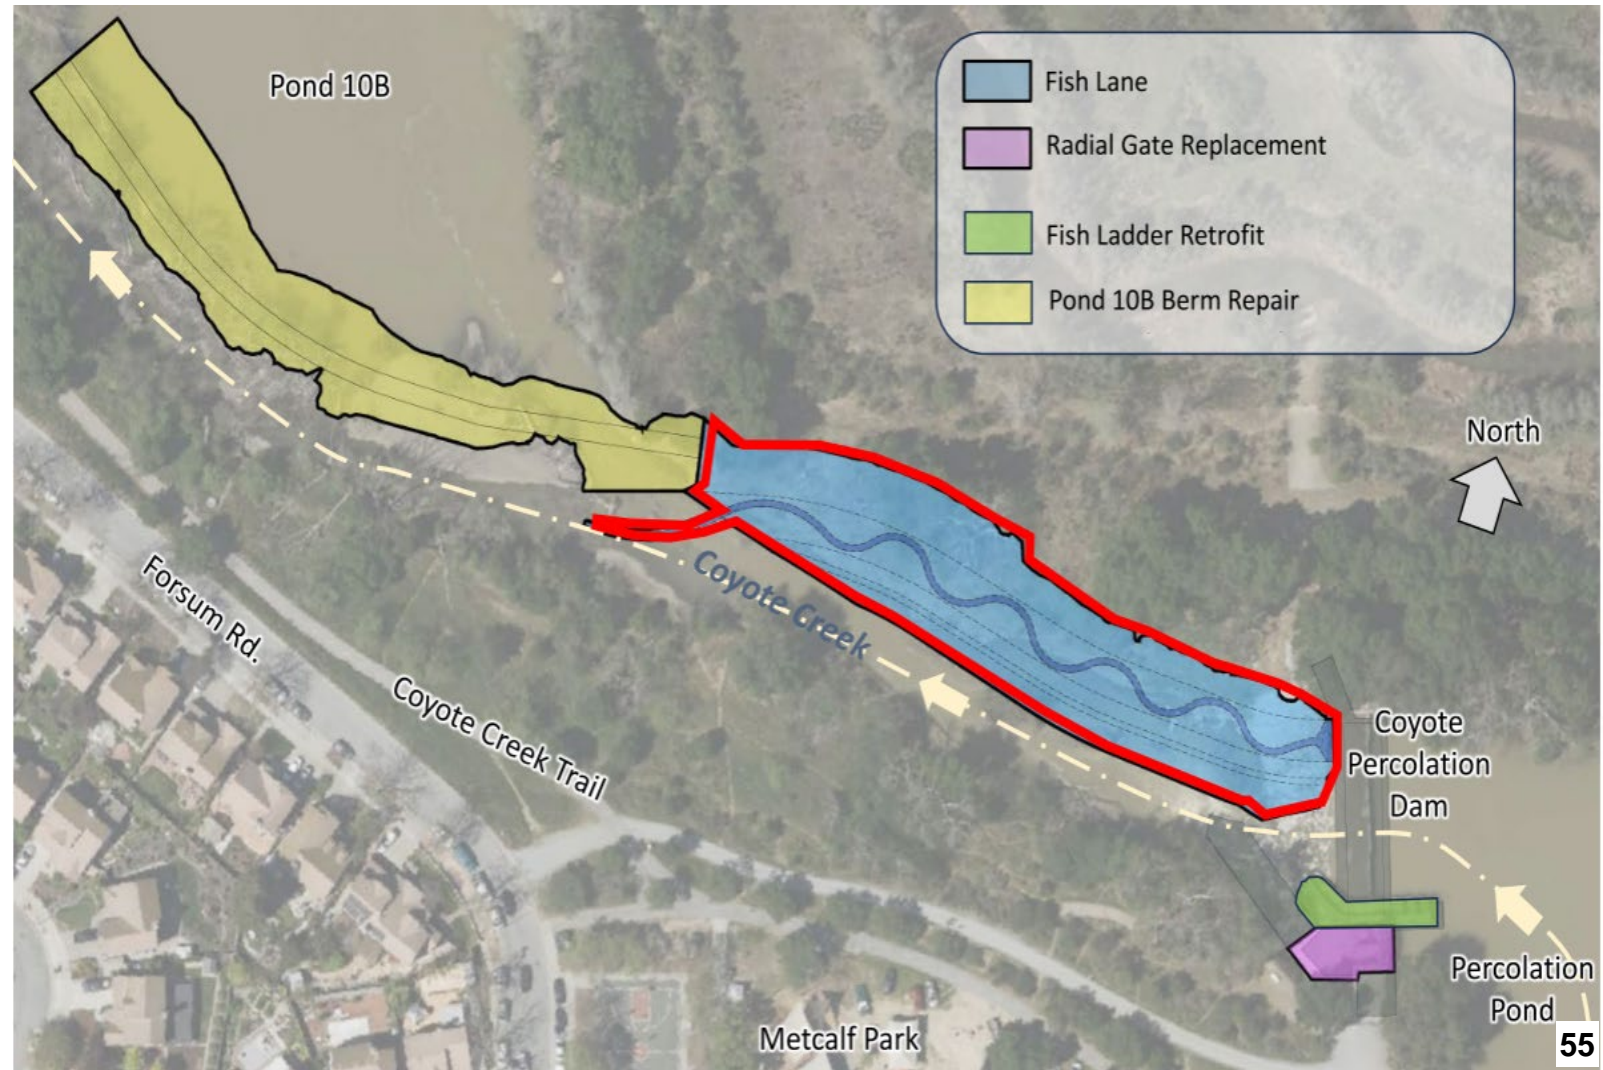 Pond 10B
Fish Lane
Radial Gate Replacement
Fish Ladder Retrofit
Pond 10B Berm Repair
North
Coyote Creek
Forsum Rd.
Coyote Creek Trail
Coyote
Percolation
Dam
Percolation
Pond
Metcalf Park
55